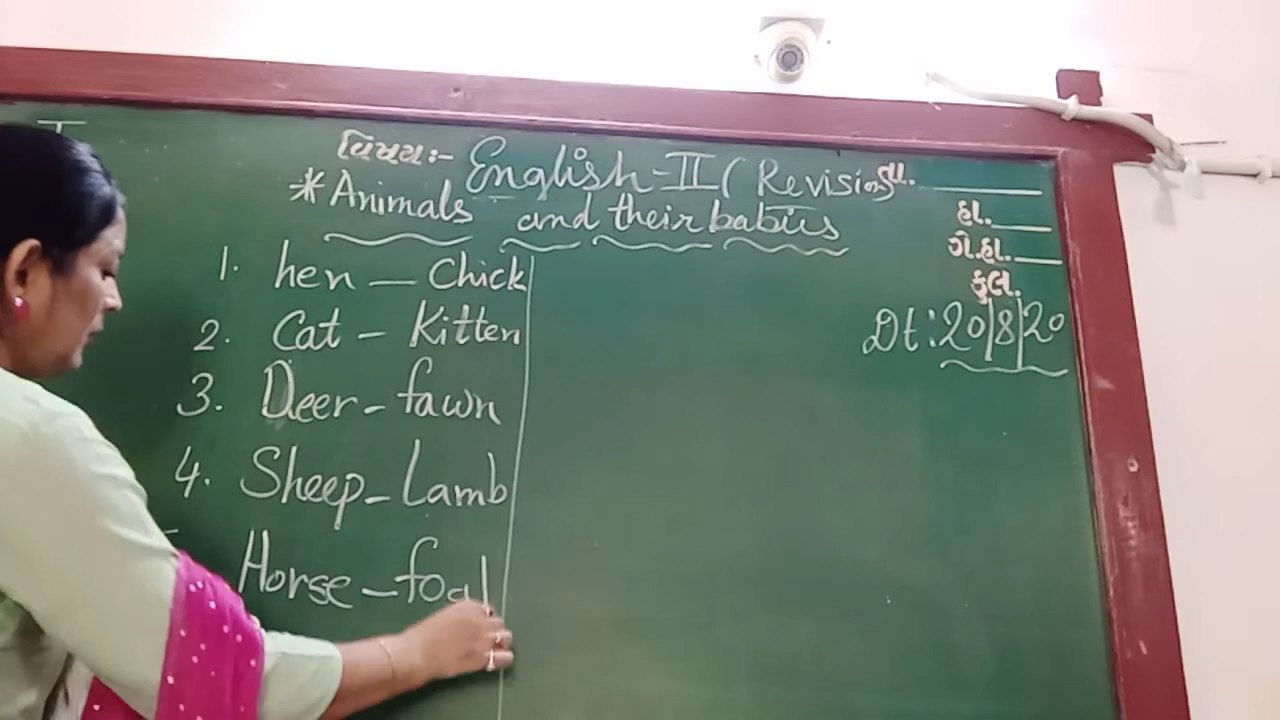 વિષય:- English-II ( Revision
* Animals and their babies
તા.
હા.
ગે.હા.
કુલ.
Dt: 20/8/20
1. hen — Chick
2. Cat - Kitten
3. Deer - fawn
4. Sheep - Lamb
Horse - foal